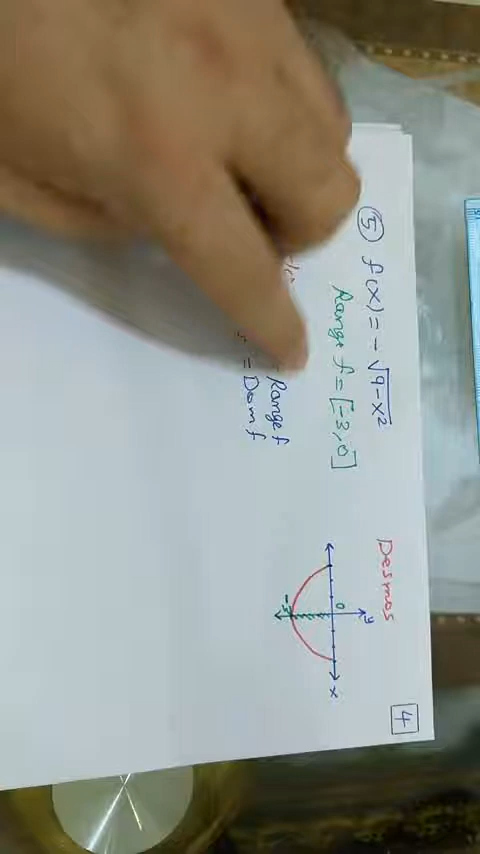 4
Desmos
⑤ f(x) = -√(9-x²)
Range f = [-3, 0]
y
0
x
-3
Range f
= Dom f